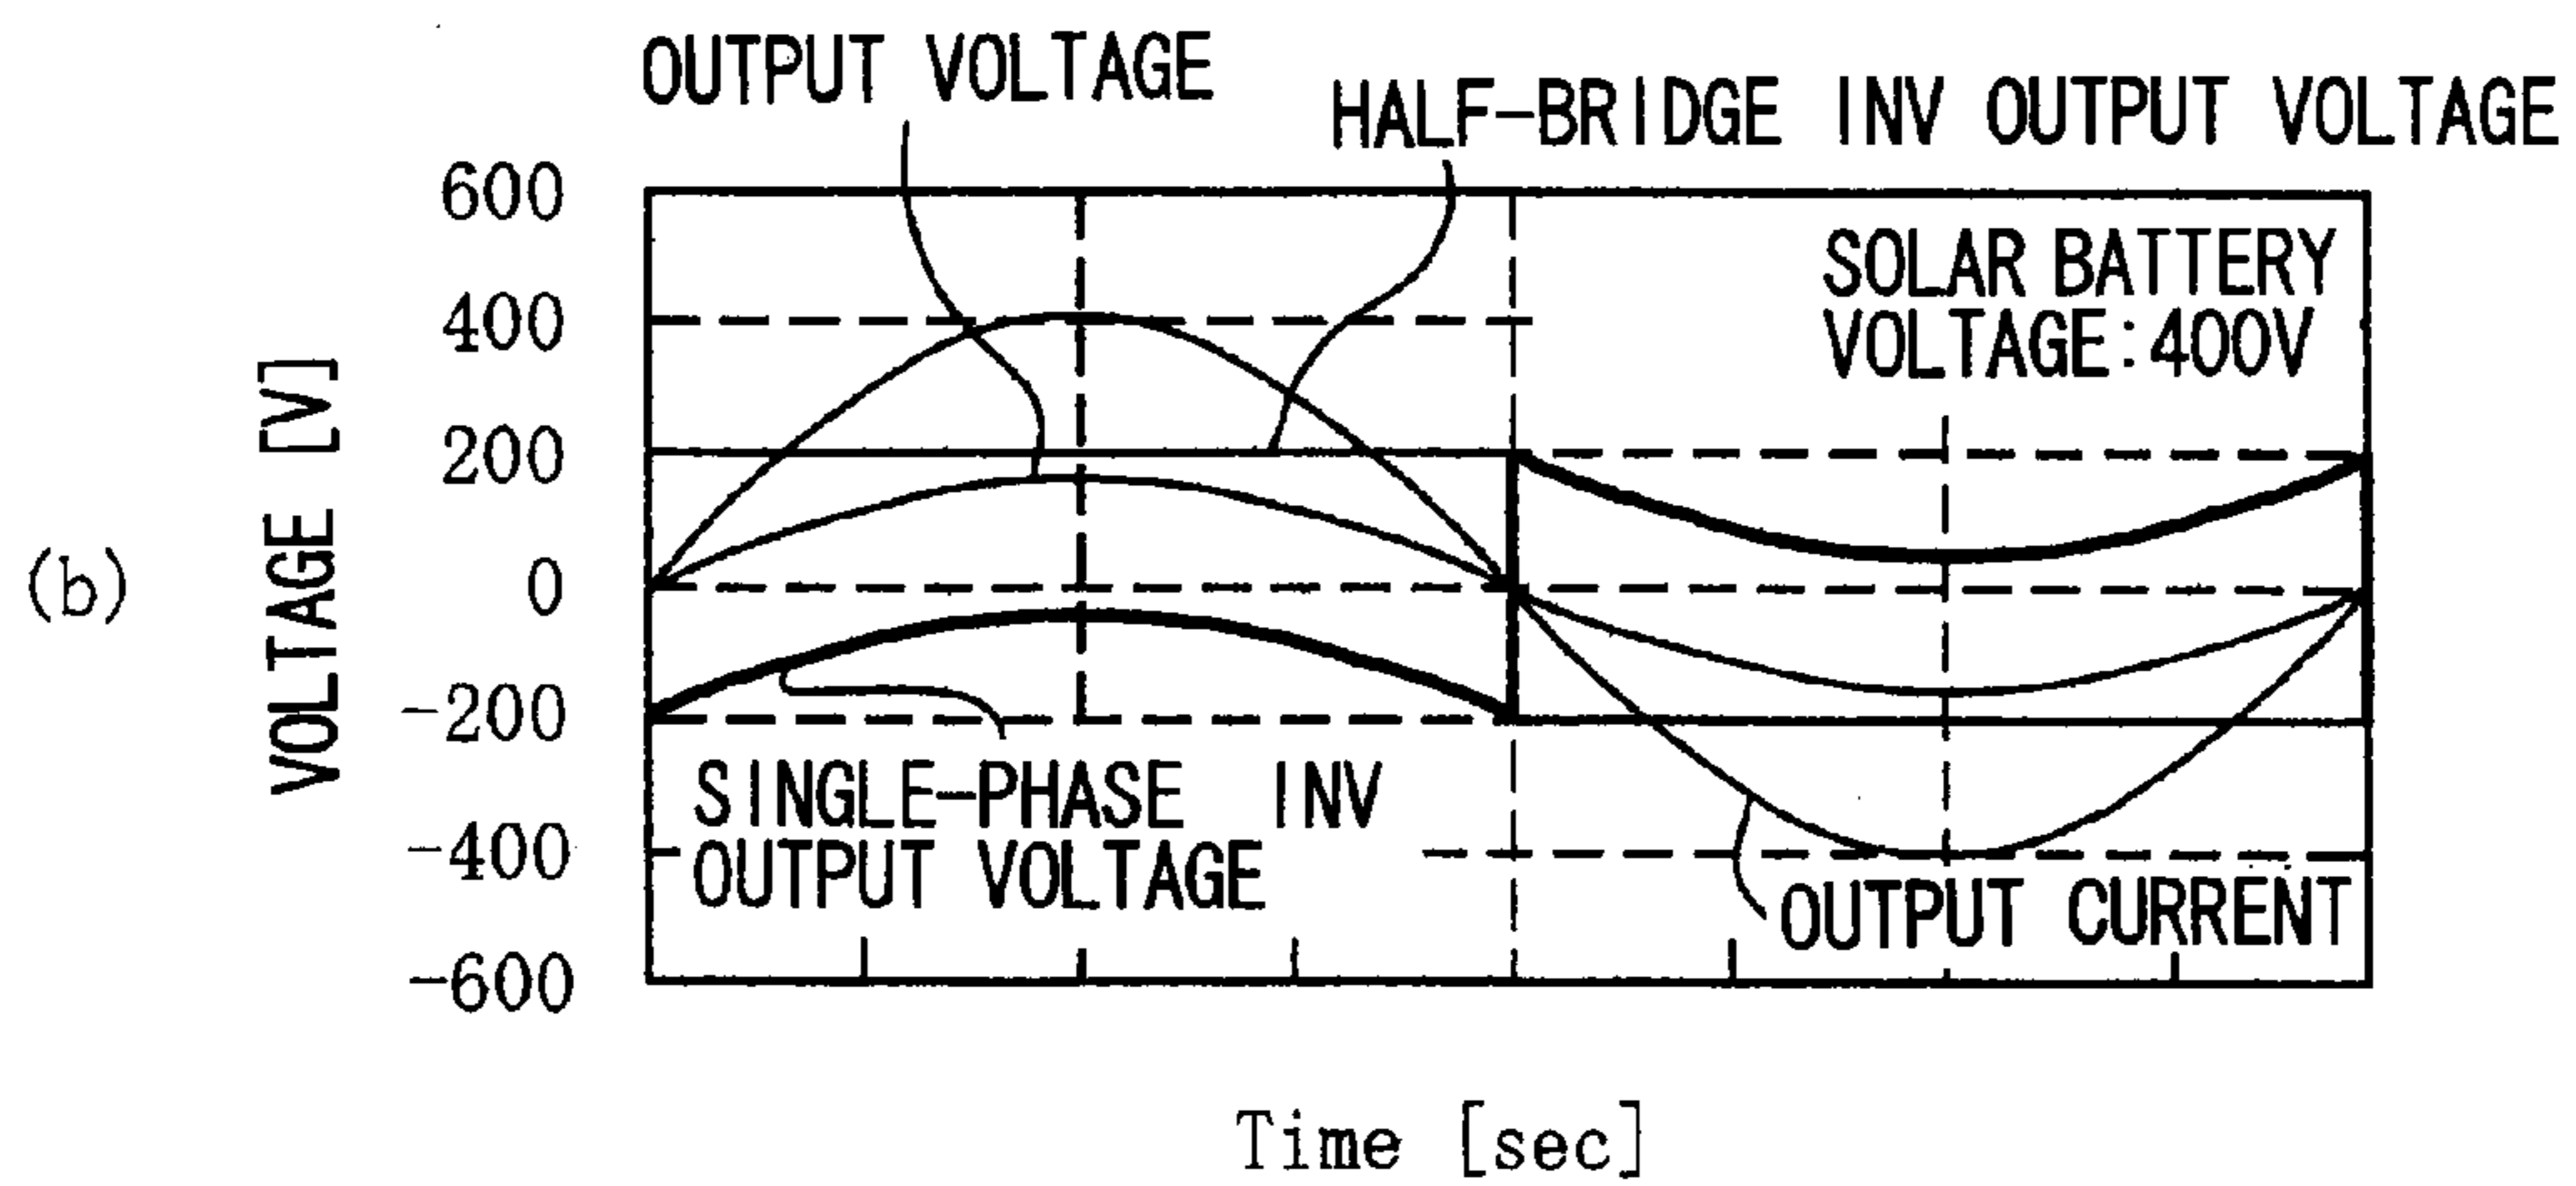 OUTPUT VOLTAGE
HALF-BRIDGE INV OUTPUT VOLTAGE
600
400
200
0
-200
-400
-600
VOLTAGE [V]
(b)
SOLAR BATTERY
VOLTAGE:400V
SINGLE-PHASE INV
OUTPUT VOLTAGE
OUTPUT CURRENT
Time [sec]